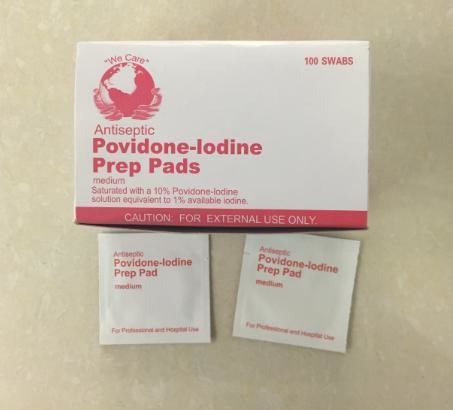 "We Care"
100 SWABS
Antiseptic
Povidone-Iodine
Prep Pads
medium
Saturated with a 10% Povidone-Iodine
solution equivalent to 1% available iodine.
CAUTION: FOR EXTERNAL USE ONLY.
Antiseptic
Povidone-Iodine
Prep Pad
medium
For Professional and Hospital Use
Antiseptic
Povidone-Iodine
Prep Pad
medium
For Professional and Hospital Use